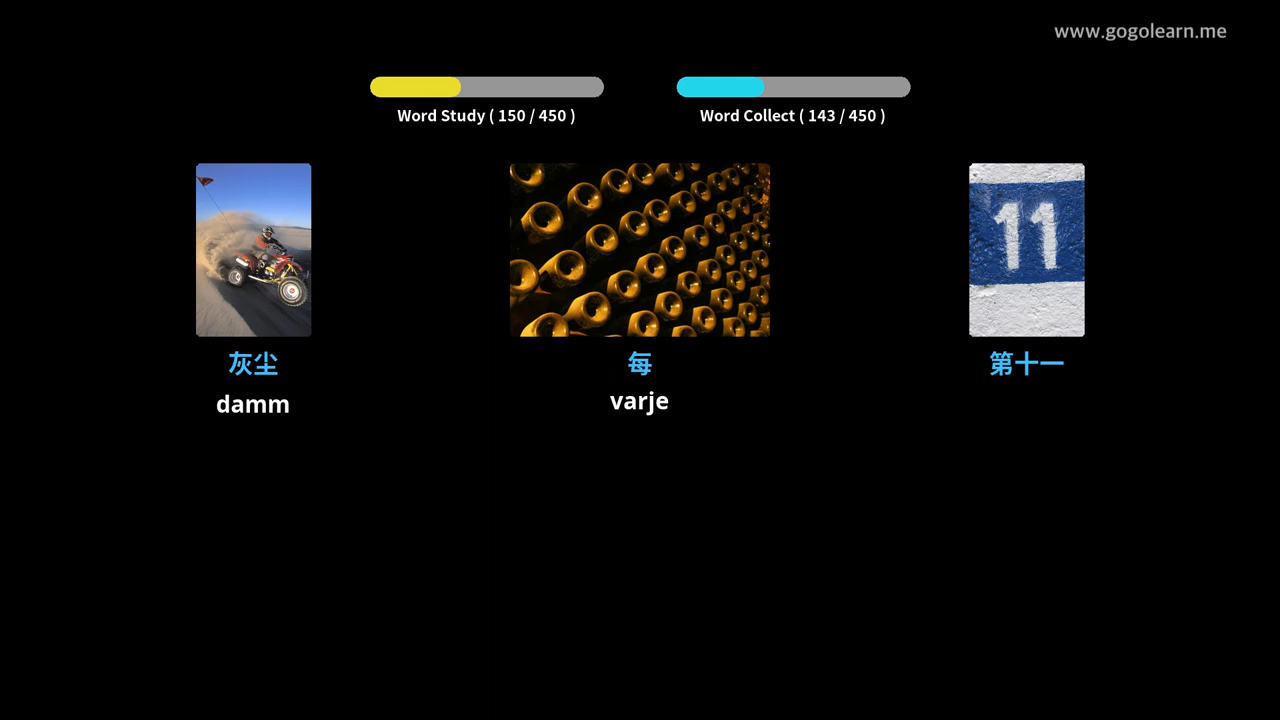 www.gogolearn.me
Word Study ( 150 / 450 )
Word Collect ( 143 / 450 )
11
灰尘
每
第十一
damm
varje